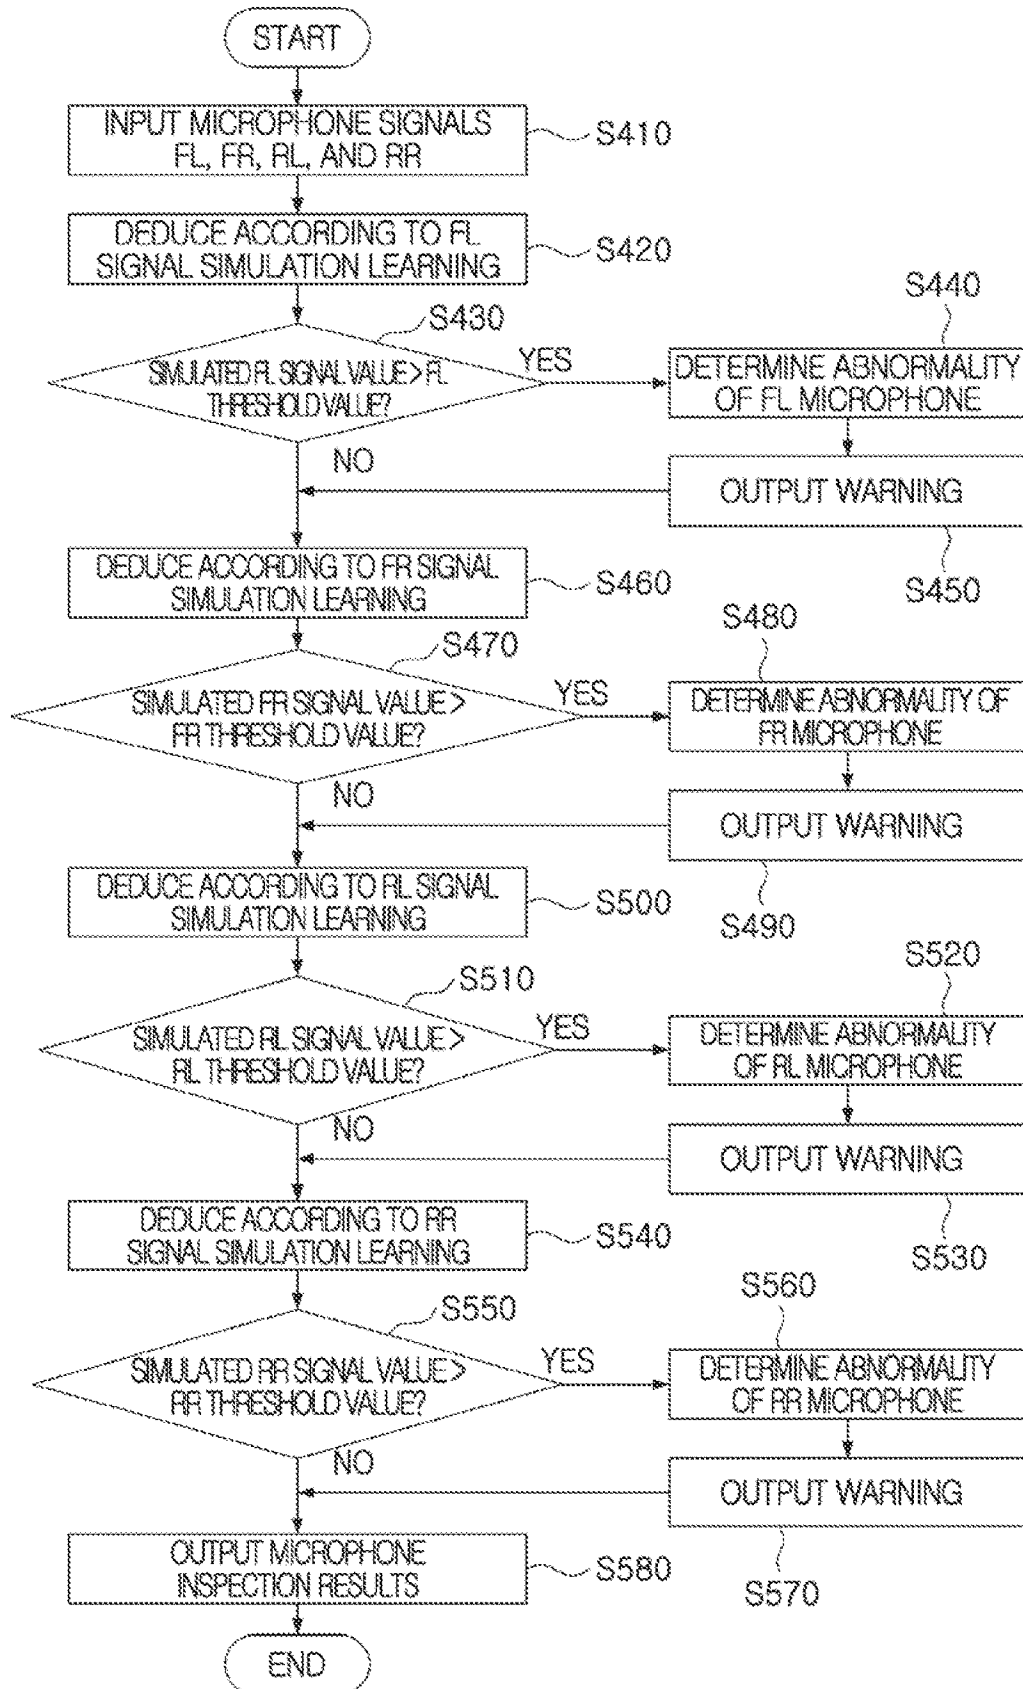 START
INPUT MICROPHONE SIGNALS
FL, FR, RL, AND RR
S410
DEDUCE ACCORDING TO FL
SIGNAL SIMULATION LEARNING
S420
S430
SIMULATED FL SIGNAL VALUE > FL
THRESHOLD VALUE?
YES
NO
S440
DETERMINE ABNORMALITY
OF FL MICROPHONE
OUTPUT WARNING
S450
DEDUCE ACCORDING TO FR SIGNAL
SIMULATION LEARNING
S460
S470
SIMULATED FR SIGNAL VALUE >
FR THRESHOLD VALUE?
YES
NO
S480
DETERMINE ABNORMALITY OF
FR MICROPHONE
OUTPUT WARNING
S490
DEDUCE ACCORDING TO RL SIGNAL
SIMULATION LEARNING
S500
S510
SIMULATED RL SIGNAL VALUE >
RL THRESHOLD VALUE?
YES
NO
S520
DETERMINE ABNORMALITY
OF RL MICROPHONE
OUTPUT WARNING
S530
DEDUCE ACCORDING TO RR
SIGNAL SIMULATION LEARNING
S540
S550
SIMULATED RR SIGNAL VALUE >
RR THRESHOLD VALUE?
YES
NO
S560
DETERMINE ABNORMALITY
OF RR MICROPHONE
OUTPUT WARNING
S570
OUTPUT MICROPHONE
INSPECTION RESULTS
S580
END